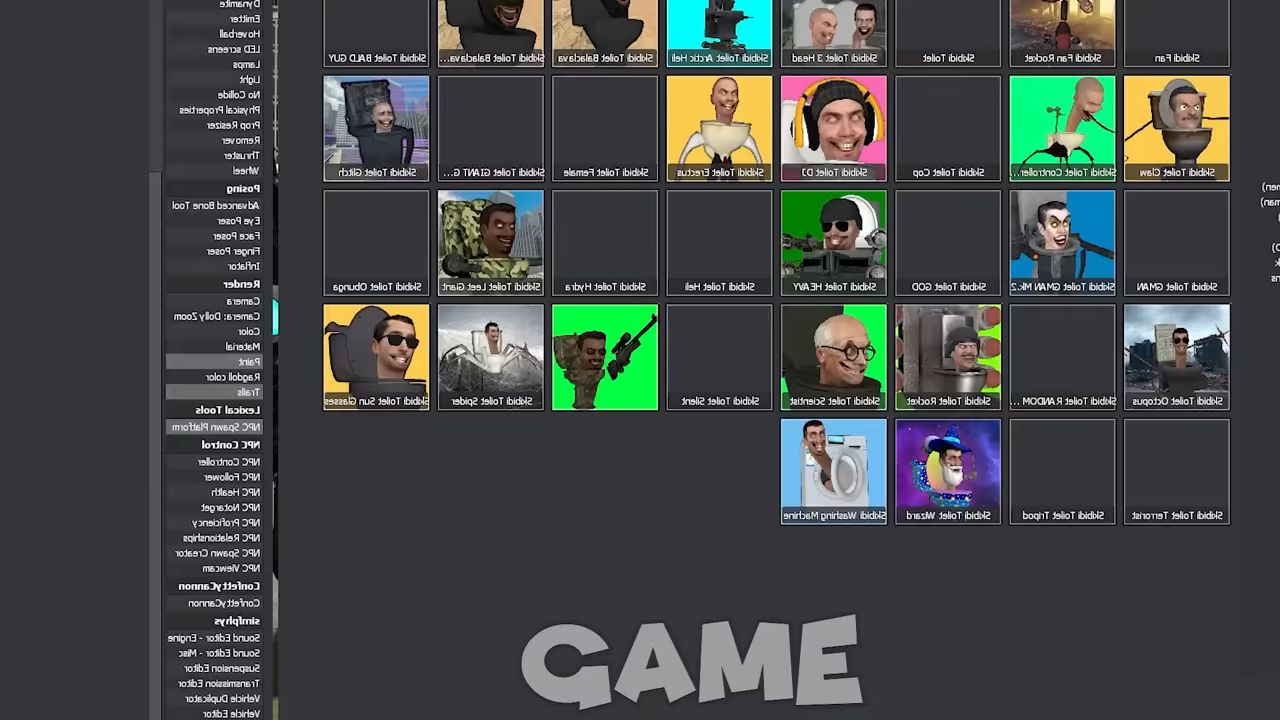 Skibidi Fan
Skibidi Fan Rocket
Skibidi Toilet
Skibidi Toilet 3 Head
Skibidi Toilet Arctic Heli
Skibidi Toilet Balaclava
Skibidi Toilet Balaclava...
Skibidi Toilet BALD GUY
Skibidi Toilet Claw
Skibidi Toilet Controller...
Skibidi Toilet Cop
Skibidi Toilet DJ
Skibidi Toilet Erectus
Skibidi Toilet Female
Skibidi Toilet GIANT G...
Skibidi Toilet Glitch
Skibidi Toilet GMAN
Skibidi Toilet GMAN Mk.2
Skibidi Toilet GOD
Skibidi Toilet HEAVY
Skibidi Toilet Heli
Skibidi Toilet Hydra
Skibidi Toilet Leet Giant
Skibidi Toilet Obunga
Skibidi Toilet Octopus
Skibidi Toilet RANDOM ...
Skibidi Toilet Rocket
Skibidi Toilet Scientist
Skibidi Toilet Silent
Skibidi Toilet Spider
Skibidi Toilet Sun Glasses
Skibidi Toilet Terrorist
Skibidi Toilet Tripod
Skibidi Toilet Wizard
Skibidi Washing Machine
Dynamite
Emitter
Hoverball
LED screens
Lamps
Light
No Collide
Physical Properties
Prop Resizer
Remover
Thruster
Wheel
Posing
Advanced Bone Tool
Eye Poser
Face Poser
Finger Poser
Inflator
Render
Camera
Camera: Dolly Zoom
Color
Material
Paint
Ragdoll color
Trails
Lexical Tools
NPC Spawn Platform
NPC Control
NPC Controller
NPC Follower
NPC Health
NPC Notarget
NPC Proficiency
NPC Relationships
NPC Spawn Creator
NPC Viewcam
ConfettyCannon
ConfettyCannon
simfphys
Sound Editor - Engine
Sound Editor - Misc
Suspension Editor
Transmission Editor
Vehicle Duplicator
Vehicle Editor
GAME